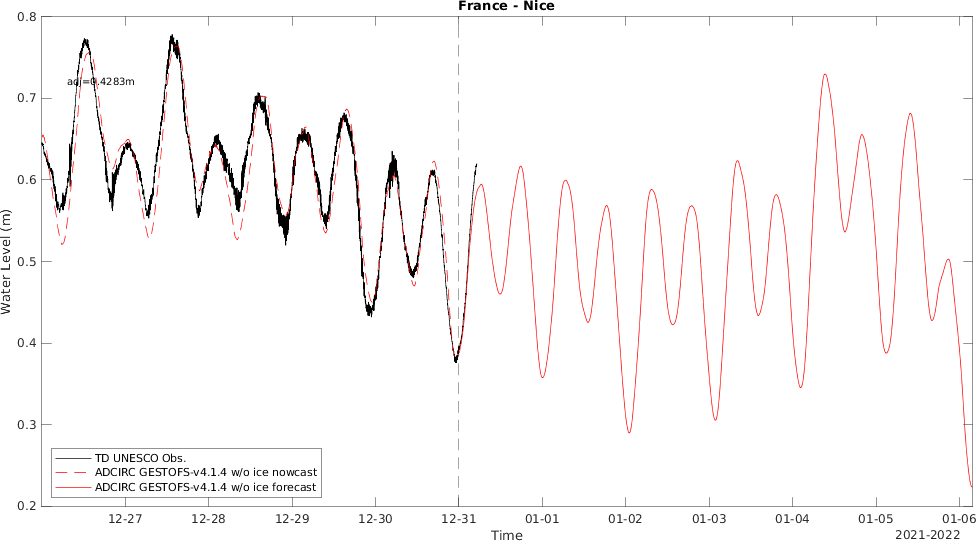 France - Nice
0.8
0.7
0.6
0.5
0.4
0.3
0.2
Water Level (m)
adj=0.4283m
TD UNESCO Obs.
ADCIRC GESTOFS-v4.1.4 w/o ice nowcast
ADCIRC GESTOFS-v4.1.4 w/o ice forecast
12-27 12-28 12-29 12-30 12-31 01-01 01-02 01-03 01-04 01-05 01-06
Time
2021-2022